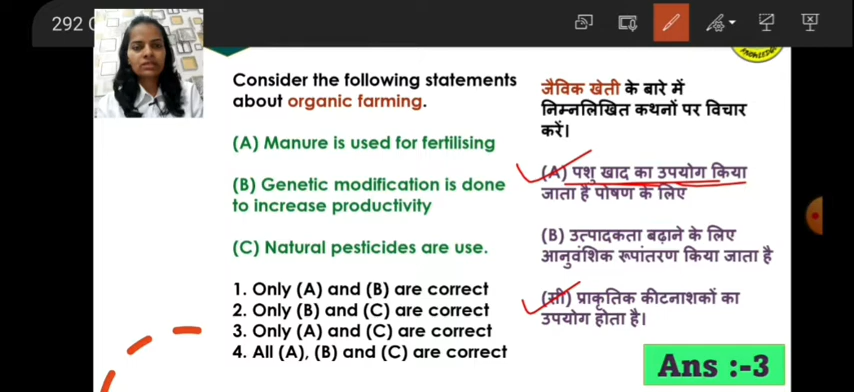 292
Consider the following statements
about organic farming.
(A) Manure is used for fertilising
(B) Genetic modification is done
to increase productivity
(C) Natural pesticides are use.
1. Only (A) and (B) are correct
2. Only (B) and (C) are correct
3. Only (A) and (C) are correct
4. All (A), (B) and (C) are correct
जैविक खेती के बारे में
निम्नलिखित कथनों पर विचार
करें।
(A) पशु खाद का उपयोग किया
जाता है पोषण के लिए
(B) उत्पादकता बढ़ाने के लिए
आनुवंशिक रूपांतरण किया जाता है
(सी) प्राकृतिक कीटनाशकों का
उपयोग होता है।
Ans :-3
KNOWLEDGE